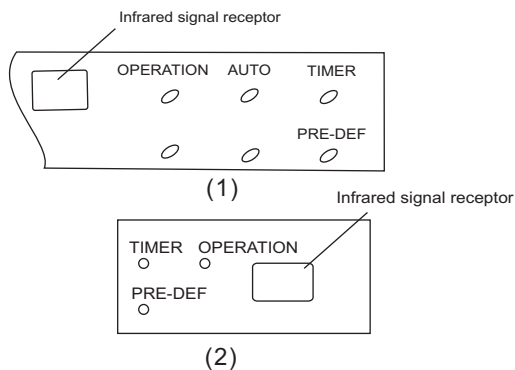 Infrared signal receptor
OPERATION AUTO TIMER
PRE-DEF
(1)
Infrared signal receptor
TIMER OPERATION
PRE-DEF
(2)